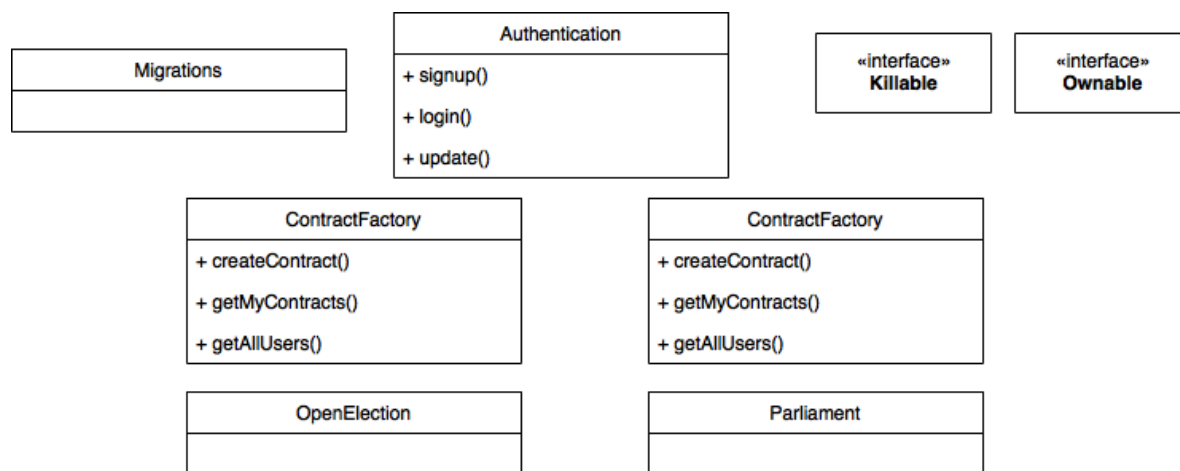 Migrations
Authentication
+ signup()
+ login()
+ update()
«interface»
Killable
«interface»
Ownable
ContractFactory
+ createContract()
+ getMyContracts()
+ getAllUsers()
ContractFactory
+ createContract()
+ getMyContracts()
+ getAllUsers()
OpenElection
Parliament